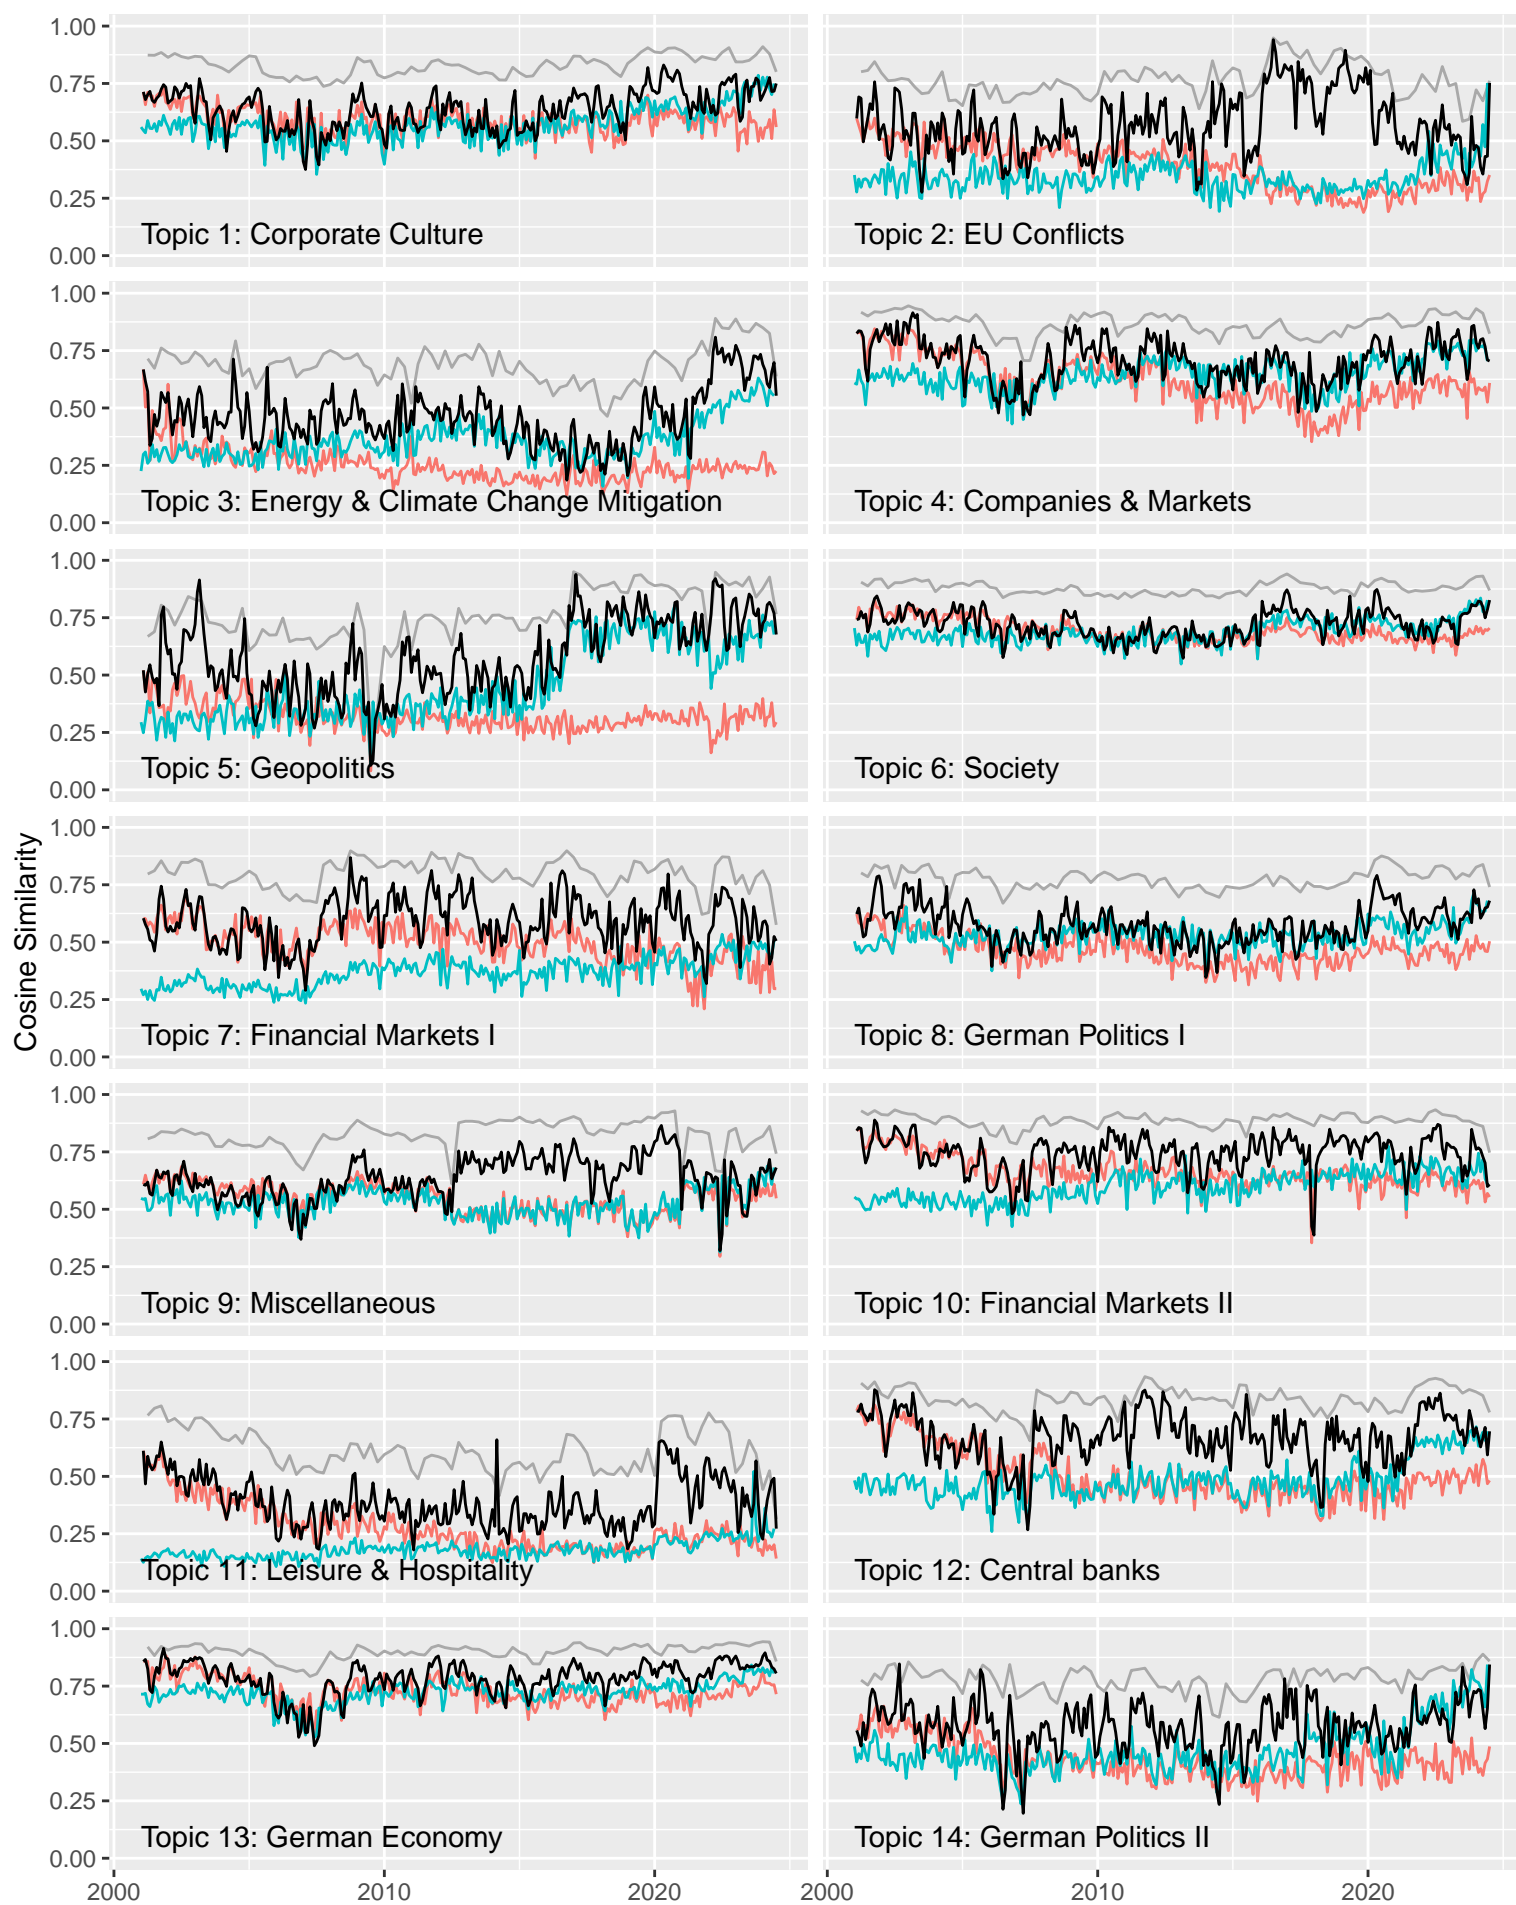 1.00
0.75
0.50
0.25
0.00
Topic 1: Corporate Culture
Topic 2: EU Conflicts
1.00
0.75
0.50
0.25
0.00
Topic 3: Energy & Climate Change Mitigation
Topic 4: Companies & Markets
1.00
0.75
0.50
0.25
0.00
Topic 5: Geopolitics
Topic 6: Society
Cosine Similarity
1.00
0.75
0.50
0.25
0.00
Topic 7: Financial Markets I
Topic 8: German Politics I
1.00
0.75
0.50
0.25
0.00
Topic 9: Miscellaneous
Topic 10: Financial Markets II
1.00
0.75
0.50
0.25
0.00
Topic 11: Leisure & Hospitality
Topic 12: Central banks
1.00
0.75
0.50
0.25
0.00
Topic 13: German Economy
Topic 14: German Politics II
2000 2010 2020 2000 2010 2020